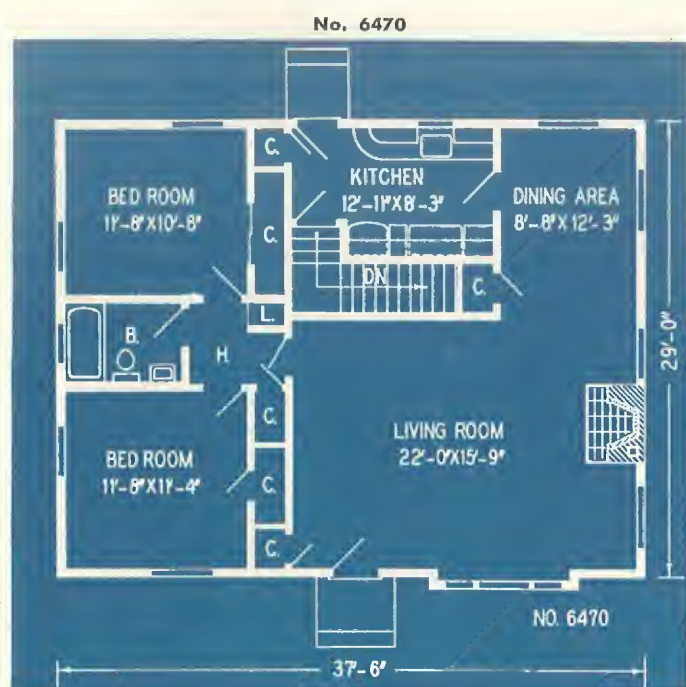 No. 6470
C.
KITCHEN
12'-11"X8'-3"
BED ROOM
11'-8"X10'-8"
DINING AREA
8'-8"X12'-3"
C.
DN
C.
L.
B.
H.
29'-0"
C.
LIVING ROOM
22'-0"X15'-9"
BED ROOM
11'-8"X11'-4"
C.
C.
NO. 6470
37'-6"